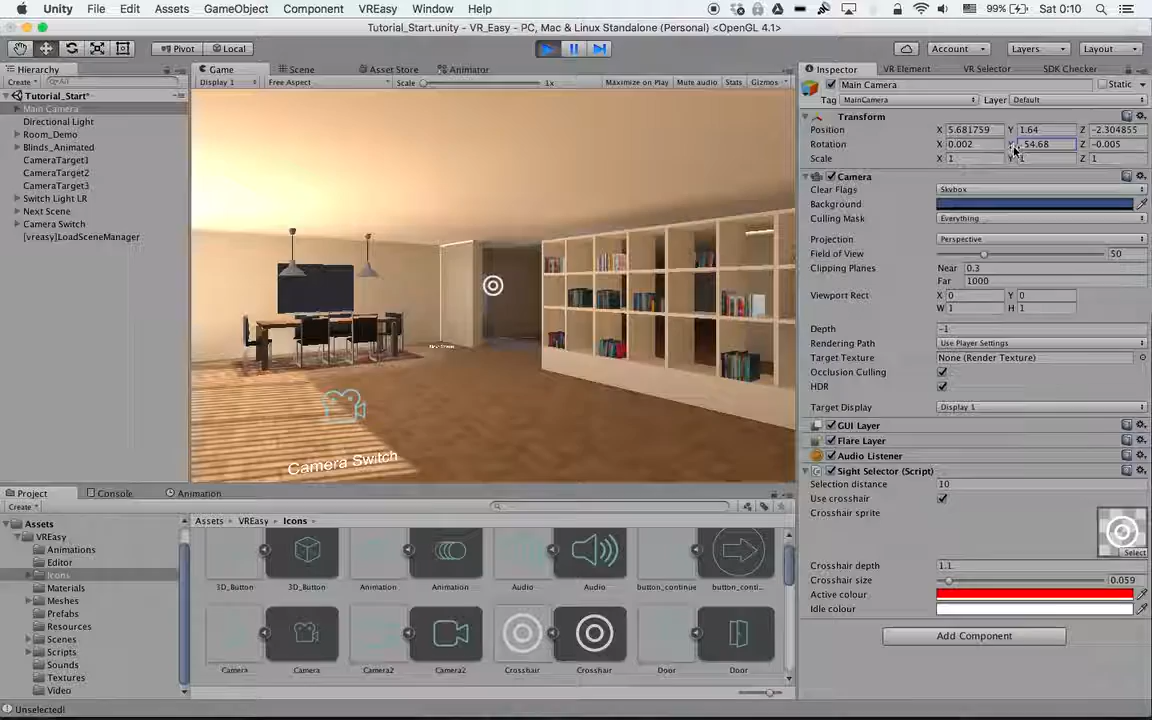 Unity File Edit Assets GameObject Component VREasy Window Help 99% Sat 0:10
Tutorial_Start.unity - VR_Easy - PC, Mac & Linux Standalone (Personal) <OpenGL 4.1>
Pivot Local Account Layers Layout
Hierarchy Game Scene Asset Store Animator Inspector VR Element VR Selector SDK Checker
Create All Display 1 Free Aspect Scale 1x Maximize on Play Mute audio Stats Gizmos
Main Camera Static
Tag MainCamera Layer Default
Tutorial_Start*
Main Camera
Directional Light
Room_Demo
Blinds_Animated
CameraTarget1
CameraTarget2
CameraTarget3
Switch Light LR
Next Scene
Camera Switch
[vreasy]LoadSceneManager
Camera Switch
Transform
Position X 5.681759 Y 1.64 Z -2.304855
Rotation X 0.002 54.68 Z -0.005
Scale X 1 Y 1 Z 1
Camera
Clear Flags Skybox
Background
Culling Mask Everything
Projection Perspective
Field of View 50
Clipping Planes Near 0.3
Far 1000
Viewport Rect X 0 Y 0
W 1 H 1
Depth -1
Rendering Path Use Player Settings
Target Texture None (Render Texture)
Occlusion Culling
HDR
Target Display Display 1
GUI Layer
Flare Layer
Audio Listener
Sight Selector (Script)
Selection distance 10
Use crosshair
Crosshair sprite
Select
Crosshair depth 1.1
Crosshair size 0.059
Active colour
Idle colour
Add Component
Project Console Animation
Create
Assets
VREasy
Animations
Editor
Icons
Materials
Meshes
Prefabs
Resources
Scenes
Scripts
Sounds
Textures
Video
Assets VREasy Icons
3D_Button 3D_Button Animation Animation Audio Audio button_continue button_conti...
Camera Camera Camera2 Camera2 Crosshair Crosshair Door Door
Unselected!